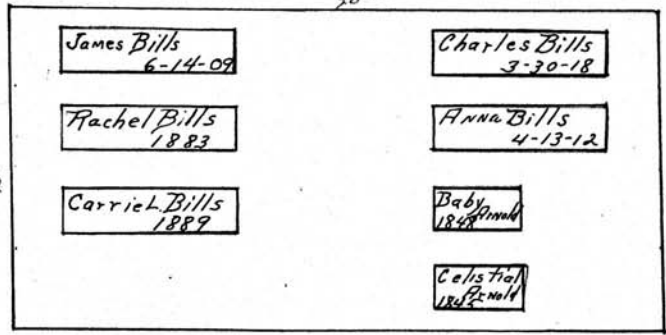 James Bills
6-14-09
Rachel Bills
1883
Carrie L. Bills
1889
Charles Bills
3-30-18
Anna Bills
4-13-12
Baby
1848 Arnold
Celistial
Arnold
1845